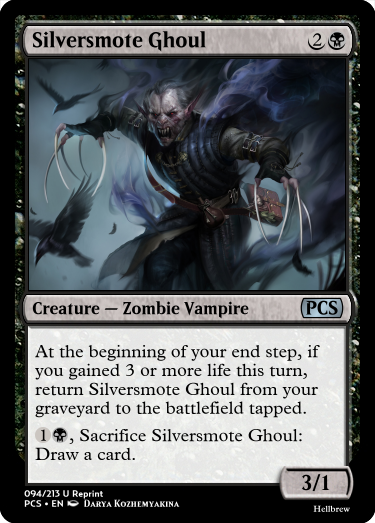 Silversmote Ghoul 2
Creature — Zombie Vampire PCS
At the beginning of your end step, if
you gained 3 or more life this turn,
return Silversmote Ghoul from your
graveyard to the battlefield tapped.
1 , Sacrifice Silversmote Ghoul:
Draw a card.
3/1
094/213 U Reprint
PCS • EN Darya Kozhemyakina
Hellbrew